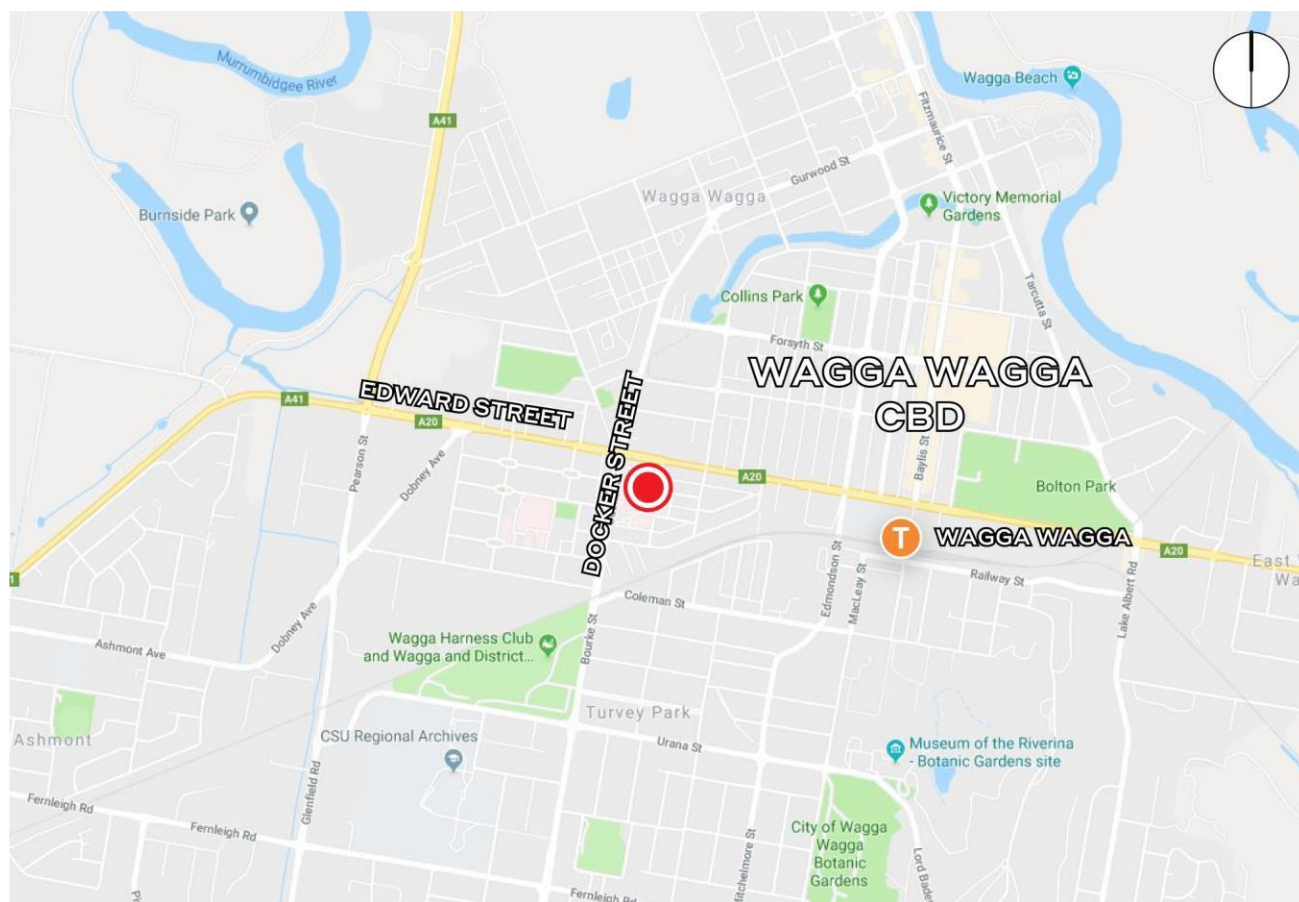 Murrumbidgee River
Wagga Beach
A41
Fitzmaurice St
Gurwood St
Wagga Wagga
Burnside Park
Victory Memorial
Gardens
Tarcutta St
Collins Park
Forsyth St
WAGGA WAGGA
CBD
EDWARD STREET
A41
A20
DOCKER STREET
Baylis St
Pearson St
Dobney Ave
A20
Bolton Park
T
WAGGA WAGGA
A20
East
Wa
Edmondson St
MacLeay St
Railway St
Lake Albert Rd
Coleman St
Dobney Ave
Ashmont Ave
Wagga Harness Club
and Wagga and District...
Bourke St
Turvey Park
Ashmont
CSU Regional Archives
Urana St
Museum of the Riverina
- Botanic Gardens site
Glenfield Rd
Fernleigh Rd
Fernleigh Rd
City of Wagga
Wagga
Botanic
Gardens
Mitchelmore St
Lord Baden
Fernleigh Rd